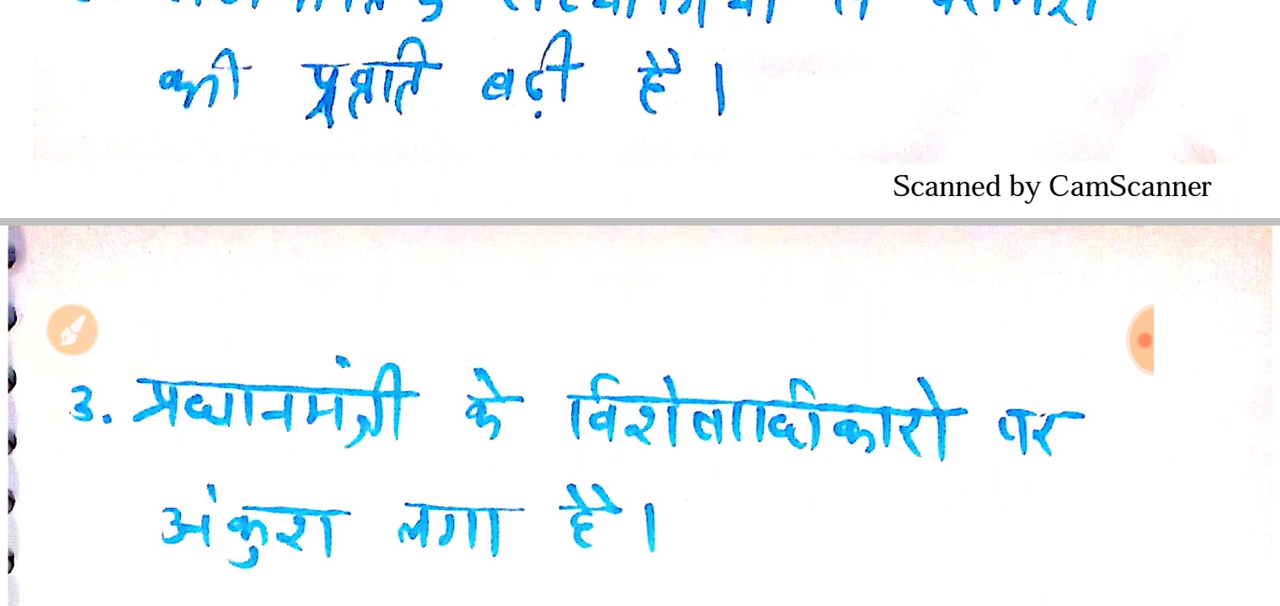 की प्रवृति बढ़ी है।
Scanned by CamScanner
3. प्रधानमंत्री के विशेषाधिकारो पर
अंकुश लगा है।